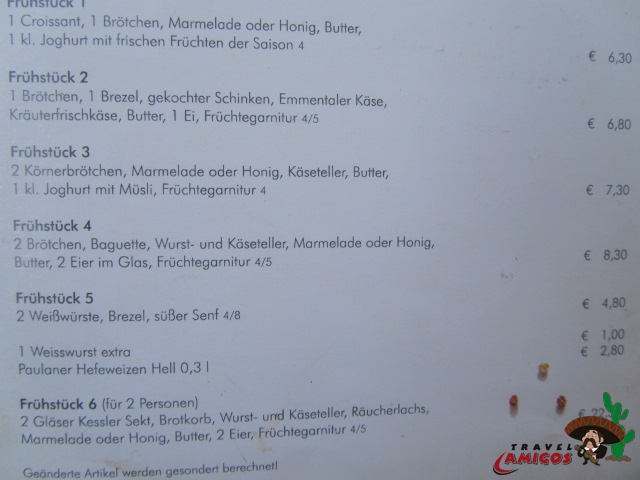 Frühstück 1
1 Croissant, 1 Brötchen, Marmelade oder Honig, Butter,
1 kl. Joghurt mit frischen Früchten der Saison 4 € 6,30
Frühstück 2
1 Brötchen, 1 Brezel, gekochter Schinken, Emmentaler Käse,
Kräuterfrischkäse, Butter, 1 Ei, Früchtegarnitur 4/5 € 6,80
Frühstück 3
2 Körnerbrötchen, Marmelade oder Honig, Käseteller, Butter,
1 kl. Joghurt mit Müsli, Früchtegarnitur 4 € 7,30
Frühstück 4
2 Brötchen, Baguette, Wurst- und Käseteller, Marmelade oder Honig,
Butter, 2 Eier im Glas, Früchtegarnitur 4/5 € 8,30
Frühstück 5
2 Weißwürste, Brezel, süßer Senf 4/8 € 4,80
1 Weisswurst extra € 1,00
Paulaner Hefeweizen Hell 0,3 l € 2,80
Frühstück 6 (für 2 Personen)
2 Gläser Kessler Sekt, Brotkorb, Wurst- und Käseteller, Räucherlachs,
Marmelade oder Honig, Butter, 2 Eier, Früchtegarnitur 4/5 €
Geänderte Artikel werden gesondert berechnet!
TRAVEL
AMIGOS